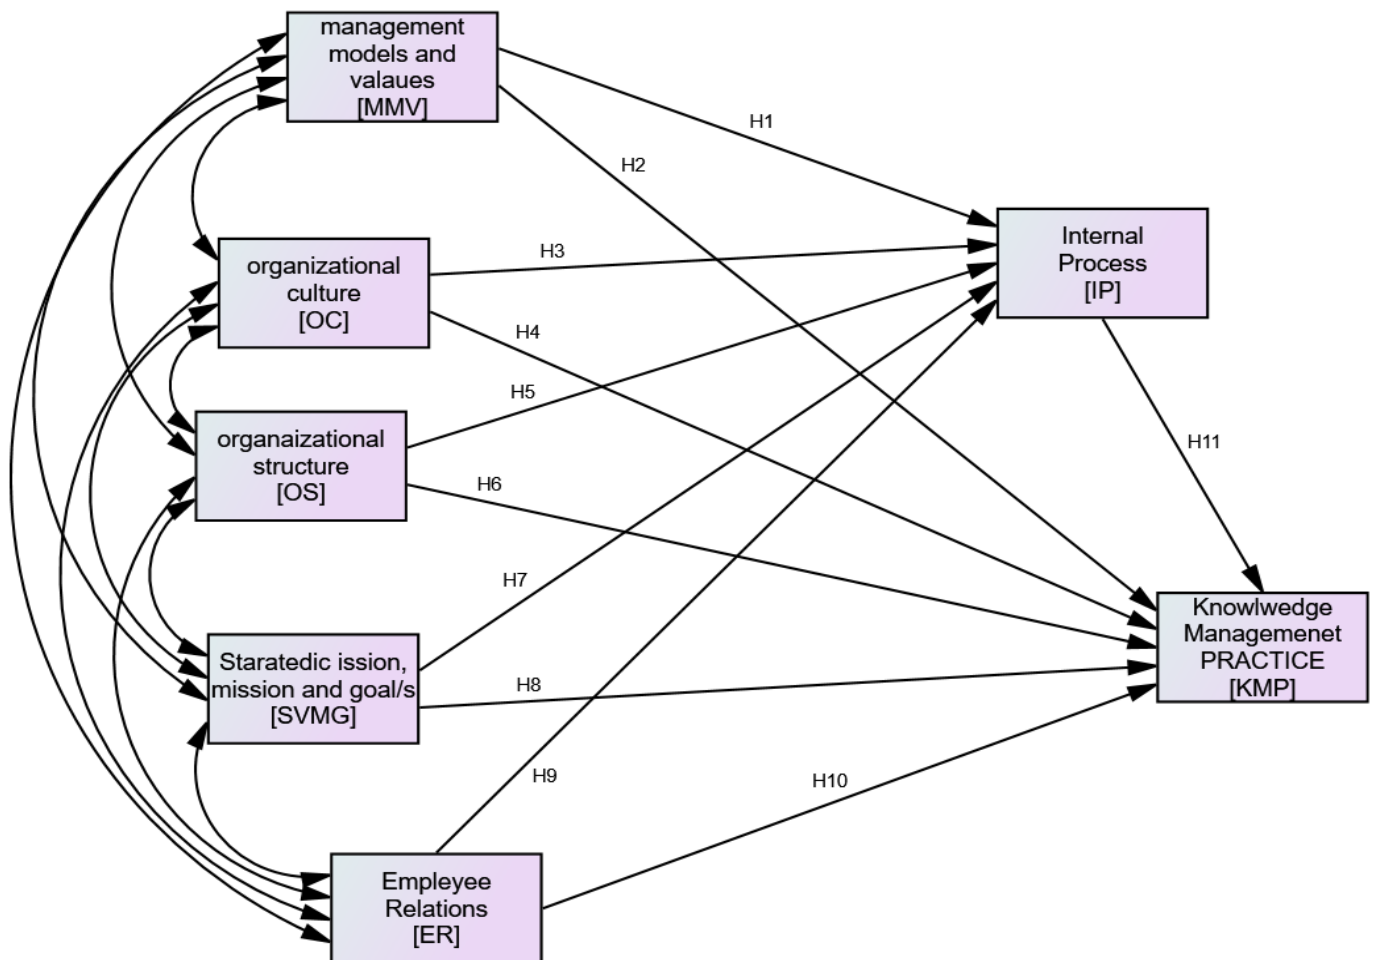 management
models and
valaues
[MMV]
H1
H2
organizational
culture
[OC]
H3
Internal
Process
[IP]
H4
organaizational
structure
[OS]
H5
H6
H11
Staratedic ission,
mission and goal/s
[SVMG]
H7
H8
Knowlwedge
Managemenet
PRACTICE
[KMP]
H9
H10
Empleyee
Relations
[ER]